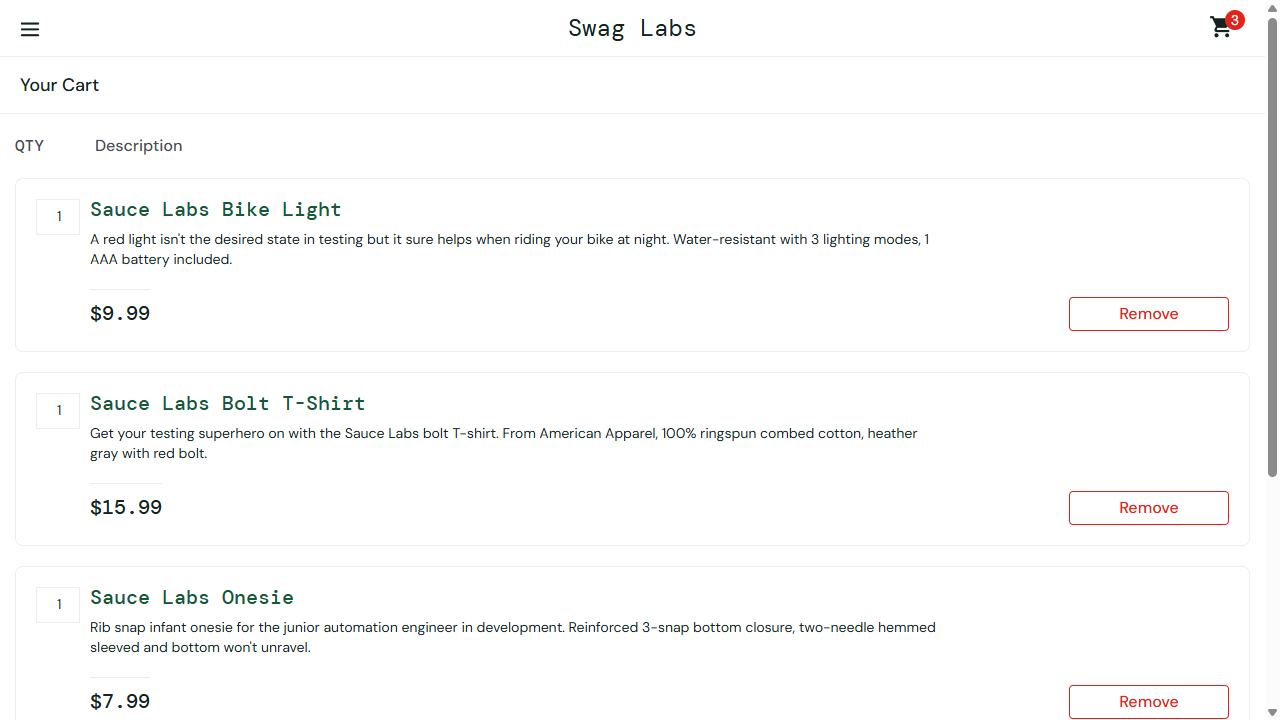 Swag Labs
3
Your Cart
QTY Description
1
Sauce Labs Bike Light
A red light isn't the desired state in testing but it sure helps when riding your bike at night. Water-resistant with 3 lighting modes, 1
AAA battery included.
$9.99
Remove
1
Sauce Labs Bolt T-Shirt
Get your testing superhero on with the Sauce Labs bolt T-shirt. From American Apparel, 100% ringspun combed cotton, heather
gray with red bolt.
$15.99
Remove
1
Sauce Labs Onesie
Rib snap infant onesie for the junior automation engineer in development. Reinforced 3-snap bottom closure, two-needle hemmed
sleeved and bottom won't unravel.
$7.99
Remove